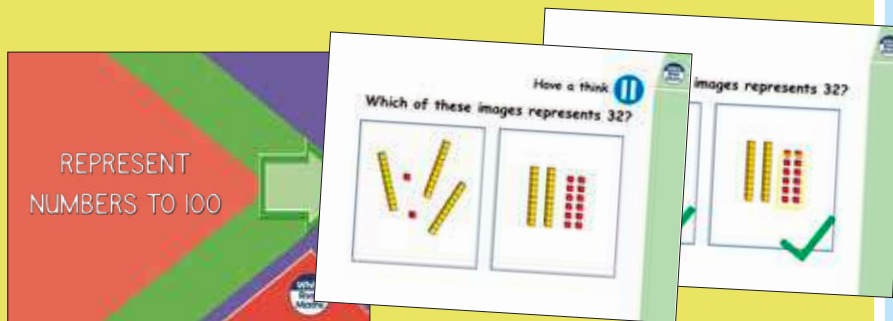 REPRESENT
NUMBERS TO 100
Have a think
Which of these images represents 32?
images represents 32?